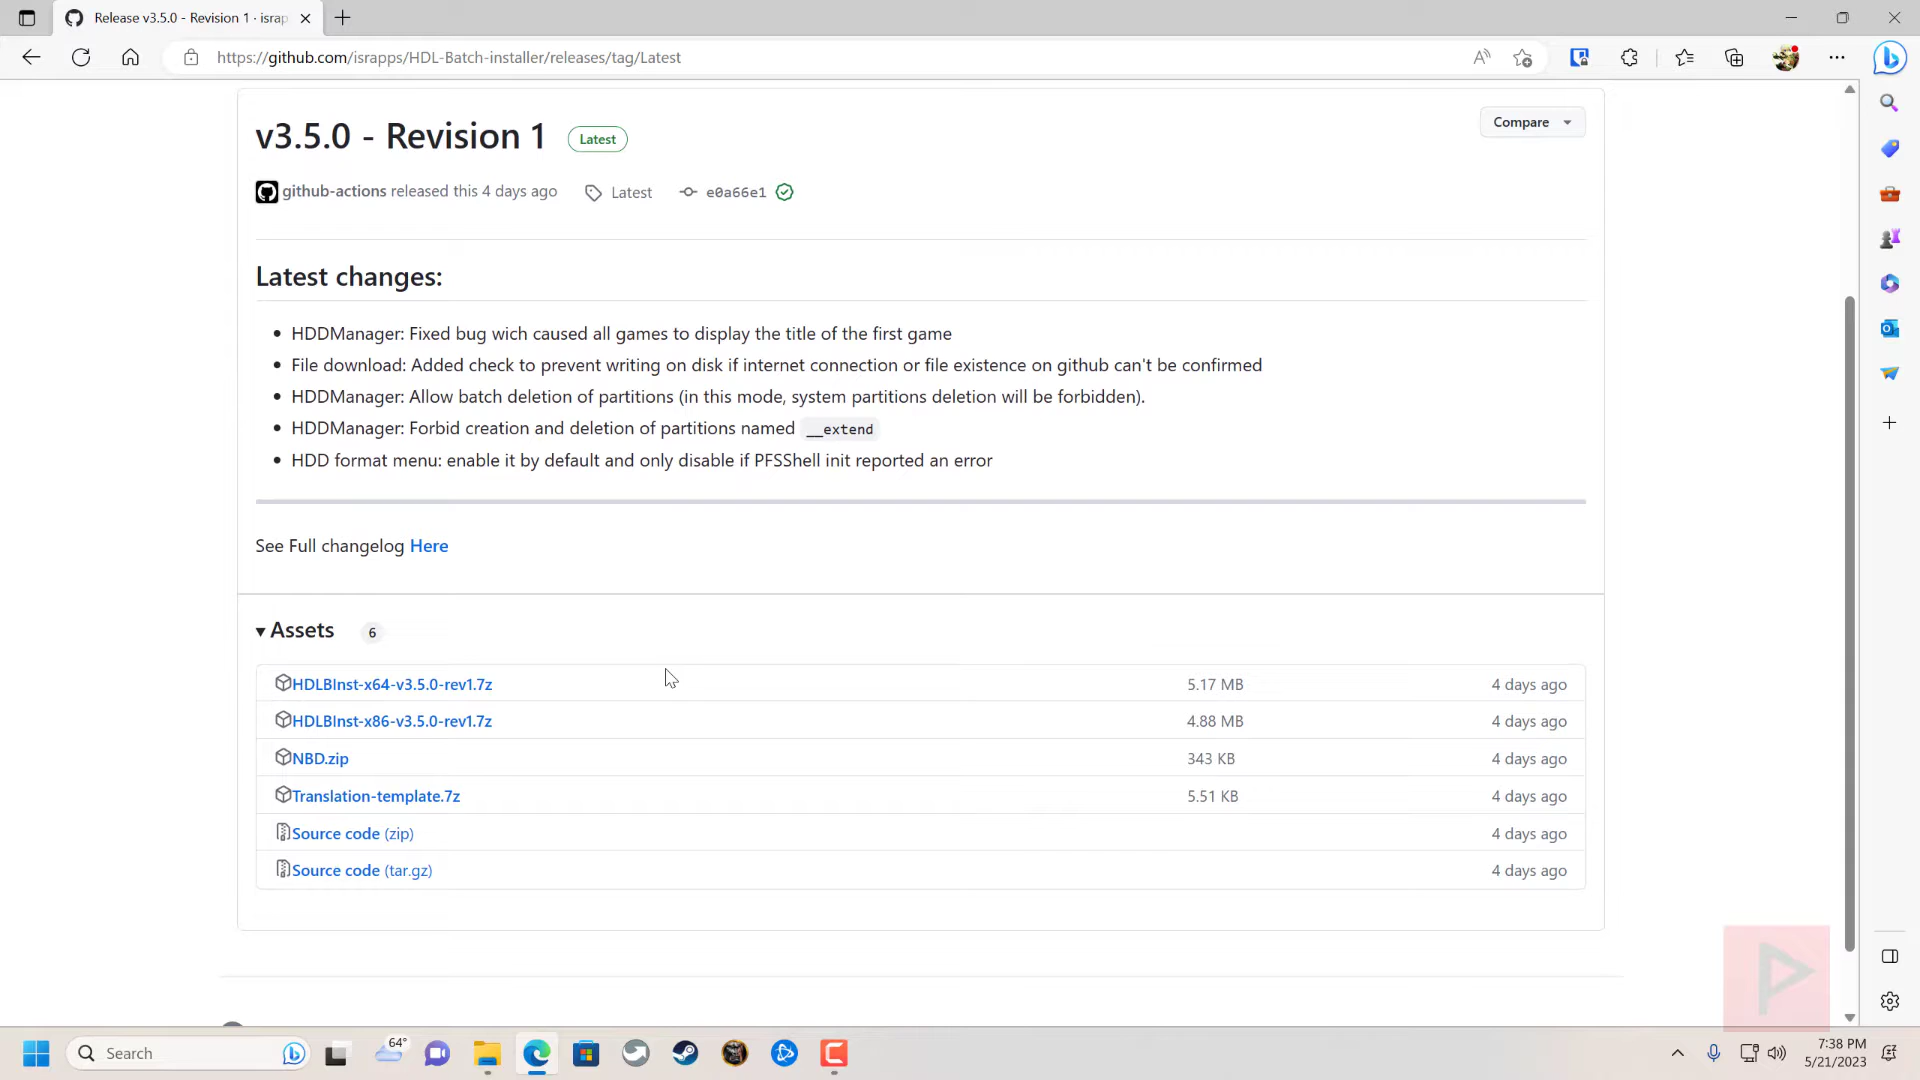 Release v3.5.0 - Revision 1 · israp
https://github.com/israpps/HDL-Batch-installer/releases/tag/Latest
v3.5.0 - Revision 1
Latest
Compare
github-actions released this 4 days ago
Latest
e0a66e1
Latest changes:
HDDManager: Fixed bug wich caused all games to display the title of the first game
File download: Added check to prevent writing on disk if internet connection or file existence on github can't be confirmed
HDDManager: Allow batch deletion of partitions (in this mode, system partitions deletion will be forbidden).
HDDManager: Forbid creation and deletion of partitions named __extend
HDD format menu: enable it by default and only disable if PFSShell init reported an error
See Full changelog Here
Assets 6
HDLBInst-x64-v3.5.0-rev1.7z 5.17 MB 4 days ago
HDLBInst-x86-v3.5.0-rev1.7z 4.88 MB 4 days ago
NBD.zip 343 KB 4 days ago
Translation-template.7z 5.51 KB 4 days ago
Source code (zip) 4 days ago
Source code (tar.gz) 4 days ago
Search
64°
7:38 PM
5/21/2023